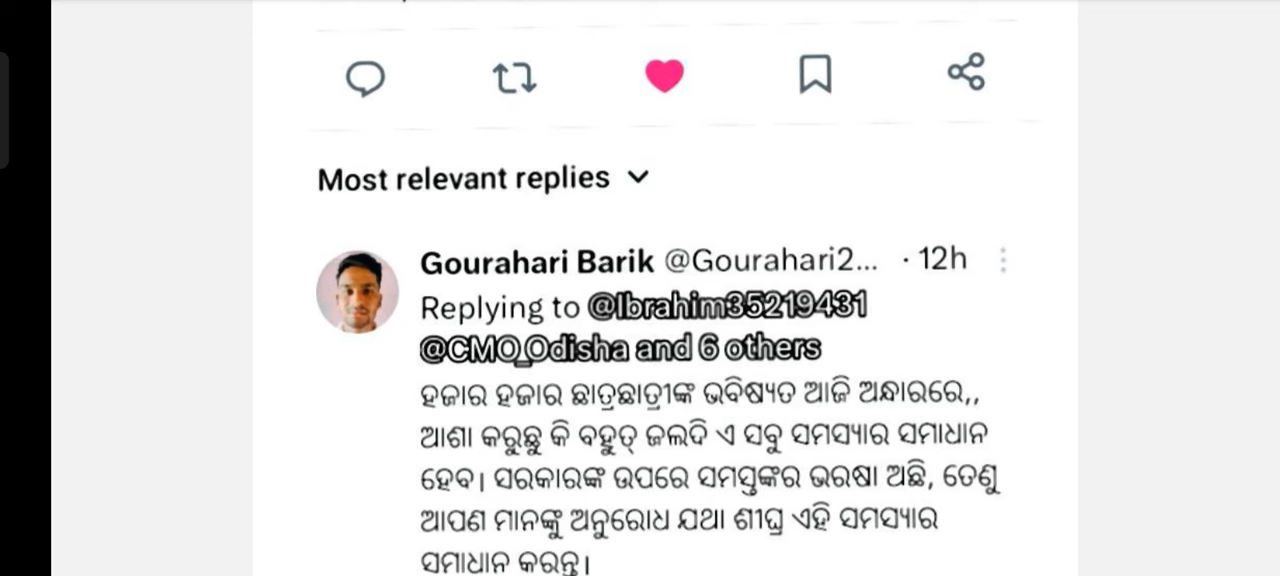 Most relevant replies
Gourahari Barik @Gourahari2... · 12h
Replying to @Ibrahim35219431
@CMO_Odisha and 6 others
ହଜାର ହଜାର ଛାତ୍ରଛାତ୍ରୀଙ୍କ ଭବିଷ୍ୟତ ଆଜି ଅନ୍ଧାରରେ,,
ଆଶା କରୁଛୁ କି ବହୁତ୍ ଜଲଦି ଏ ସବୁ ସମସ୍ୟାର ସମାଧାନ
ହେବ। ସରକାରଙ୍କ ଉପରେ ସମସ୍ତଙ୍କର ଭରଷା ଅଛି, ତେଣୁ
ଆପଣ ମାନଙ୍କୁ ଅନୁରୋଧ ଯଥା ଶୀଘ୍ର ଏହି ସମସ୍ୟାର
ସମାଧାନ କରନ୍ତୁ।